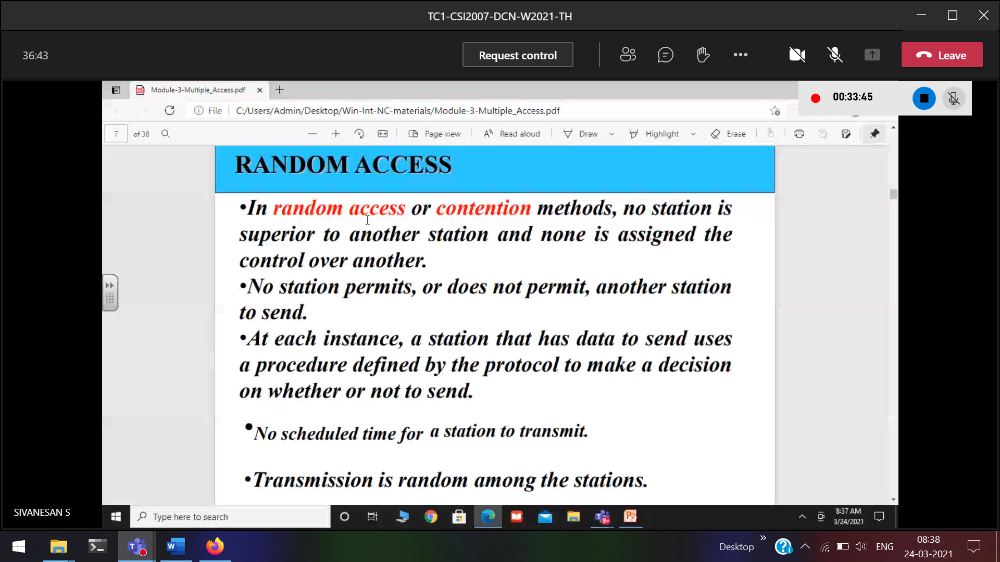 TC1-CSI2007-DCN-W2021-TH
36:43
Request control
Leave
Module-3-Multiple_Access.pdf
00:33:45
File
C:/Users/Admin/Desktop/Win-Int-NC-materials/Module-3-Multiple_Access.pdf
7 of 38
Page view
Read aloud
Draw
Highlight
Erase
RANDOM ACCESS
•In random access or contention methods, no station is
superior to another station and none is assigned the
control over another.
•No station permits, or does not permit, another station
to send.
•At each instance, a station that has data to send uses
a procedure defined by the protocol to make a decision
on whether or not to send.
•No scheduled time for a station to transmit.
•Transmission is random among the stations.
SIVANESAN S
Type here to search
8:37 AM
3/24/2021
Desktop
ENG
08:38
24-03-2021